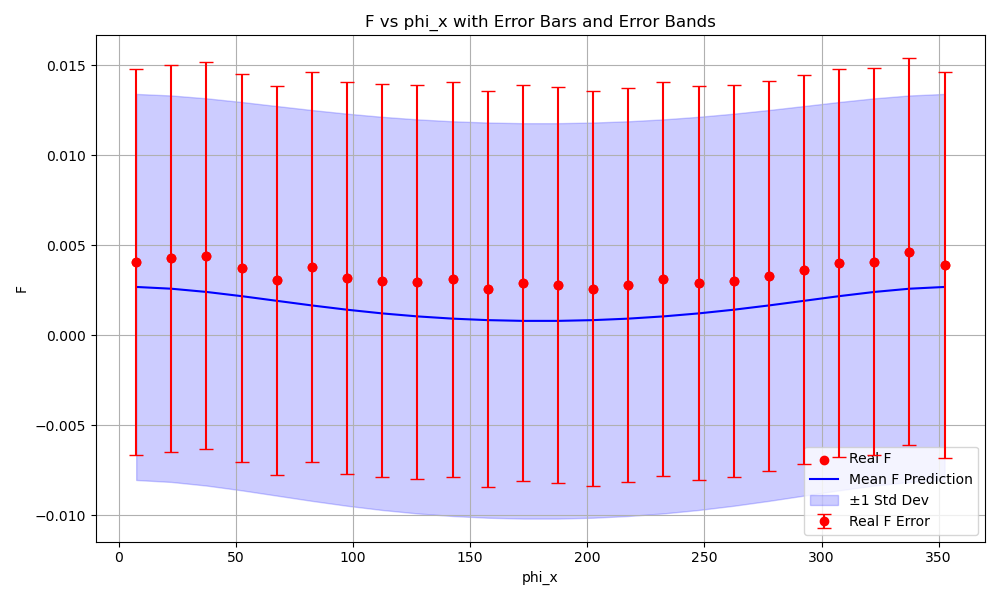 F vs phi_x with Error Bars and Error Bands
F
0.015
0.010
0.005
0.000
−0.005
−0.010
0 50 100 150 200 250 300 350
phi_x
Real F
Mean F Prediction
±1 Std Dev
Real F Error